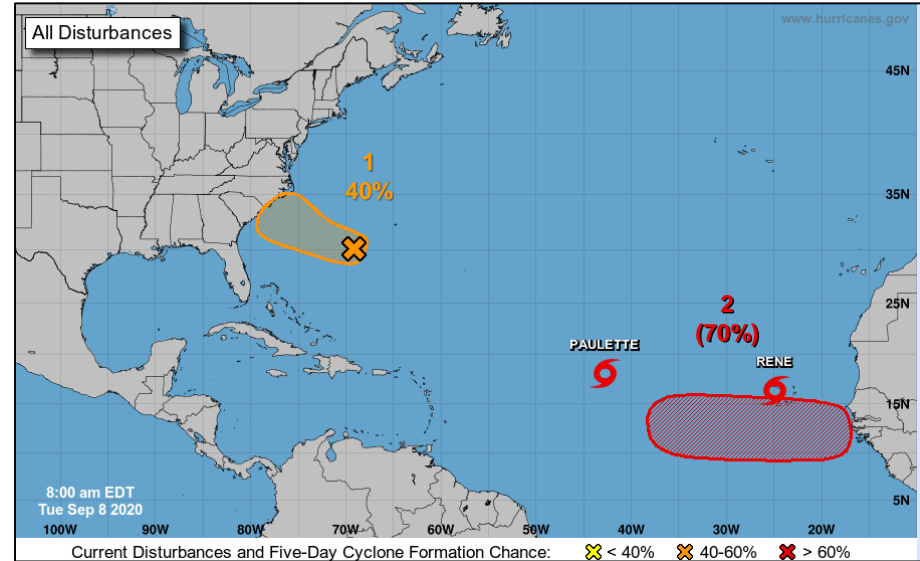 www.hurricanes.gov
All Disturbances
45N
1
40%
35N
25N
2
(70%)
PAULETTE
RENE
15N
8:00 am EDT
Tue Sep 8 2020
5N
100W 90W 80W 70W 60W 50W 40W 30W 20W
Current Disturbances and Five-Day Cyclone Formation Chance: < 40% 40-60% > 60%